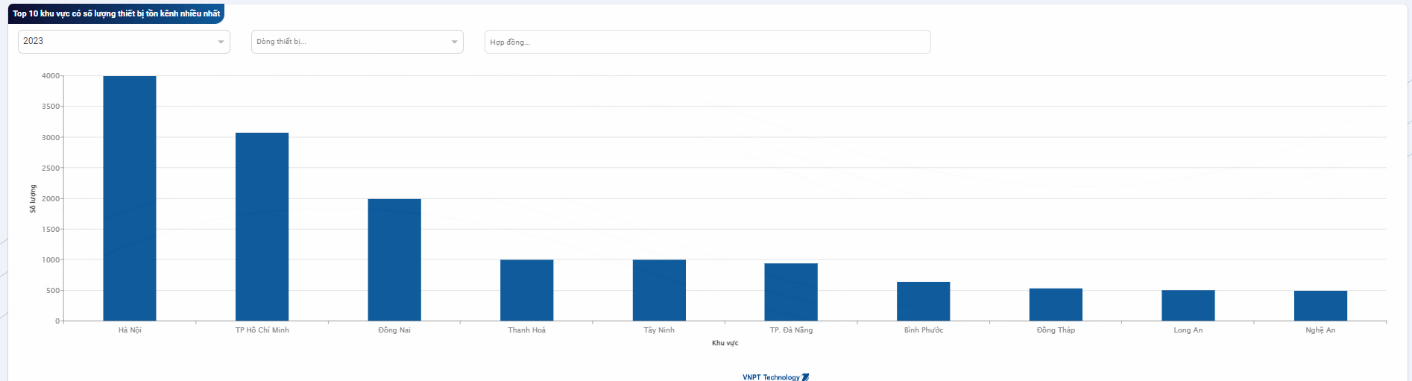 Top 10 khu vực có số lượng thiết bị tồn kênh nhiều nhất
2023
Dòng thiết bị...
Hợp đồng...
4000
3500
3000
2500
2000
1500
1000
500
0
Số lượng
Hà Nội
TP Hồ Chí Minh
Đồng Nai
Thanh Hoá
Tây Ninh
TP. Đà Nẵng
Bình Phước
Đồng Tháp
Long An
Nghệ An
Khu vực
VNPT Technology